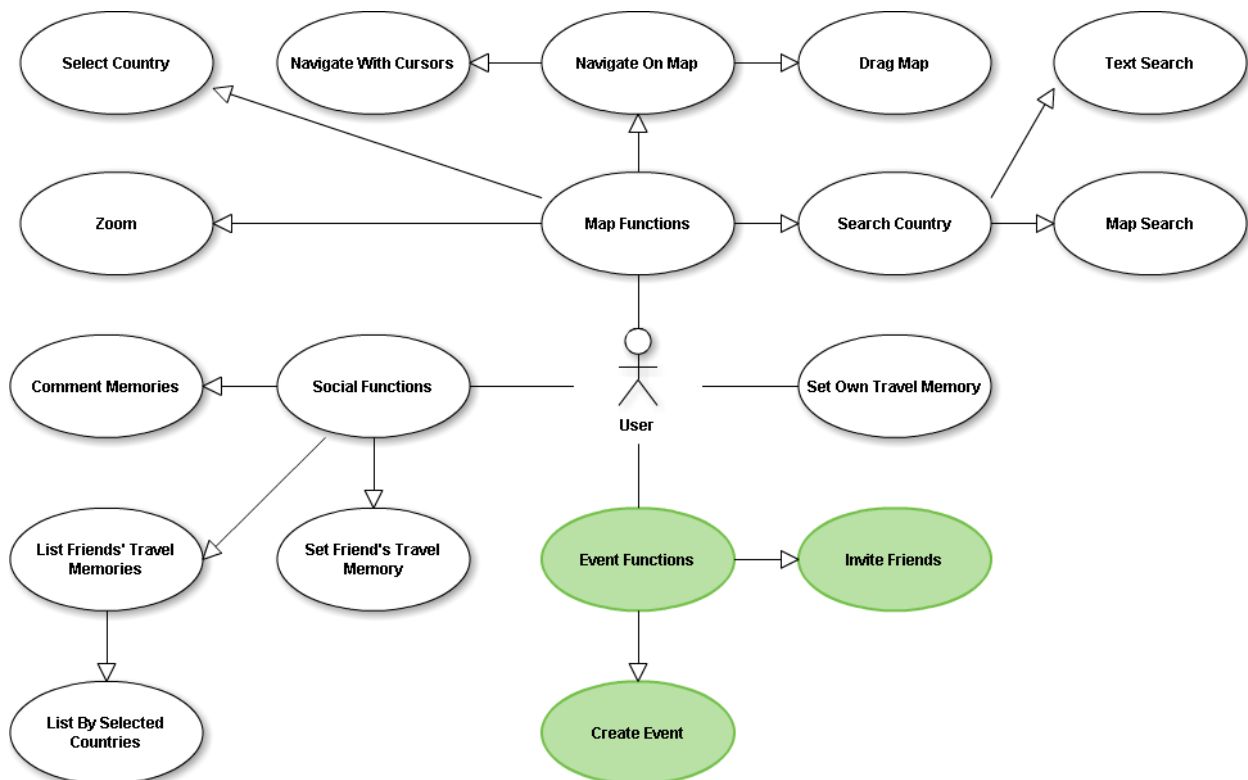 Select Country
Navigate With Cursors
Navigate On Map
Drag Map
Text Search
Zoom
Map Functions
Search Country
Map Search
Comment Memories
Social Functions
User
Set Own Travel Memory
List Friends' Travel
Memories
Set Friend's Travel
Memory
Event Functions
Invite Friends
List By Selected
Countries
Create Event